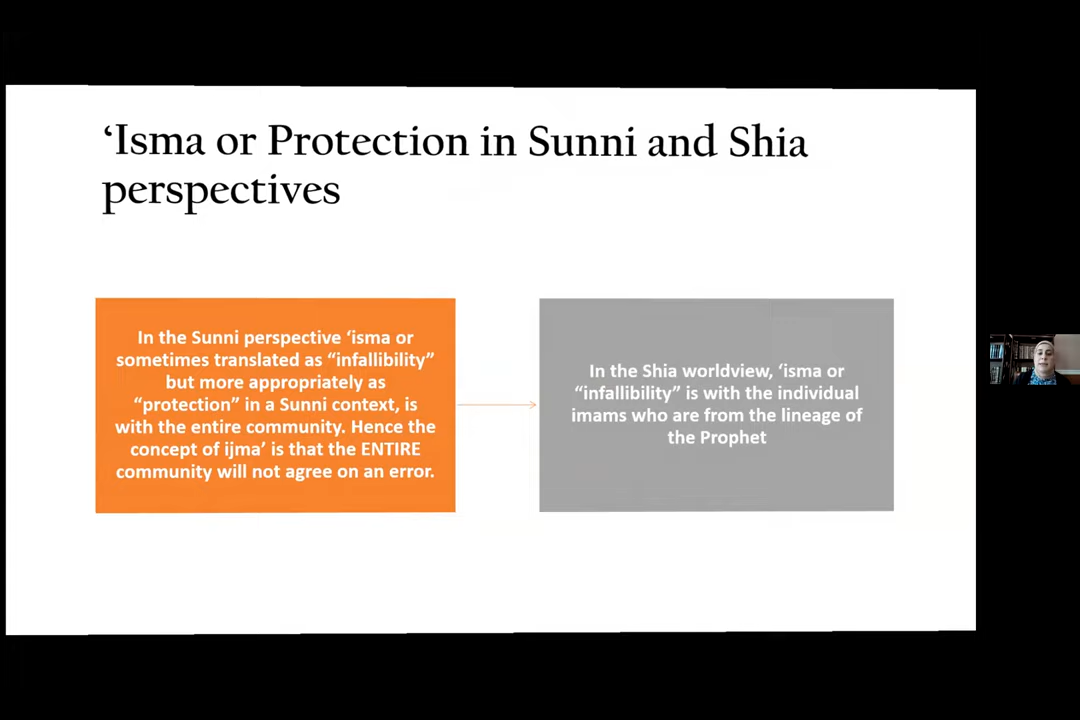 ‘Isma or Protection in Sunni and Shia
perspectives
In the Sunni perspective ‘isma or
sometimes translated as “infallibility”
but more appropriately as
“protection” in a Sunni context, is
with the entire community. Hence the
concept of ijma’ is that the ENTIRE
community will not agree on an error.
In the Shia worldview, ‘isma or
“infallibility” is with the individual
imams who are from the lineage of
the Prophet